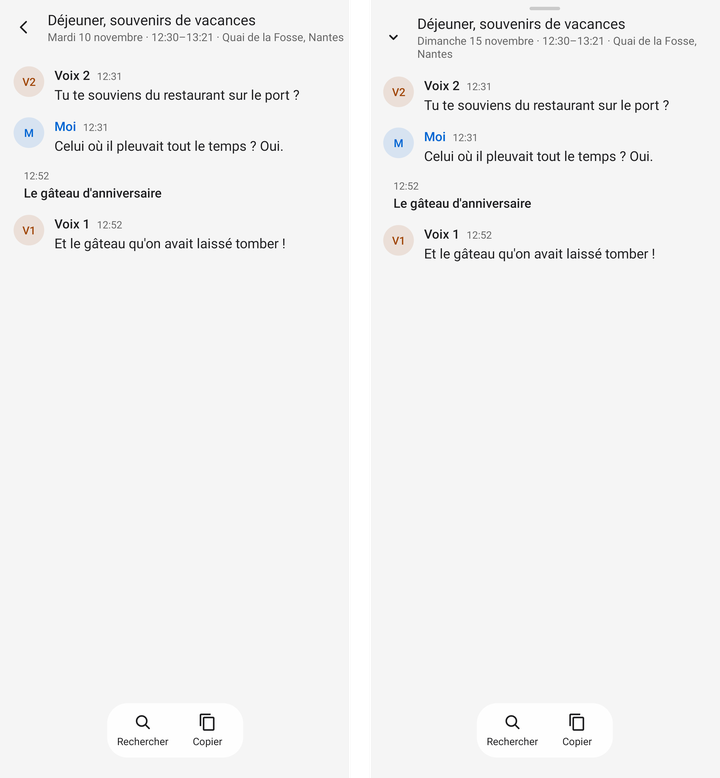 Déjeuner, souvenirs de vacances
Mardi 10 novembre · 12:30–13:21 · Quai de la Fosse, Nantes
V2
Voix 2 12:31
Tu te souviens du restaurant sur le port ?
M
Moi 12:31
Celui où il pleuvait tout le temps ? Oui.
12:52
Le gâteau d'anniversaire
V1
Voix 1 12:52
Et le gâteau qu'on avait laissé tomber !
Rechercher
Copier
Déjeuner, souvenirs de vacances
Dimanche 15 novembre · 12:30–13:21 · Quai de la Fosse,
Nantes
V2
Voix 2 12:31
Tu te souviens du restaurant sur le port ?
M
Moi 12:31
Celui où il pleuvait tout le temps ? Oui.
12:52
Le gâteau d'anniversaire
V1
Voix 1 12:52
Et le gâteau qu'on avait laissé tomber !
Rechercher
Copier